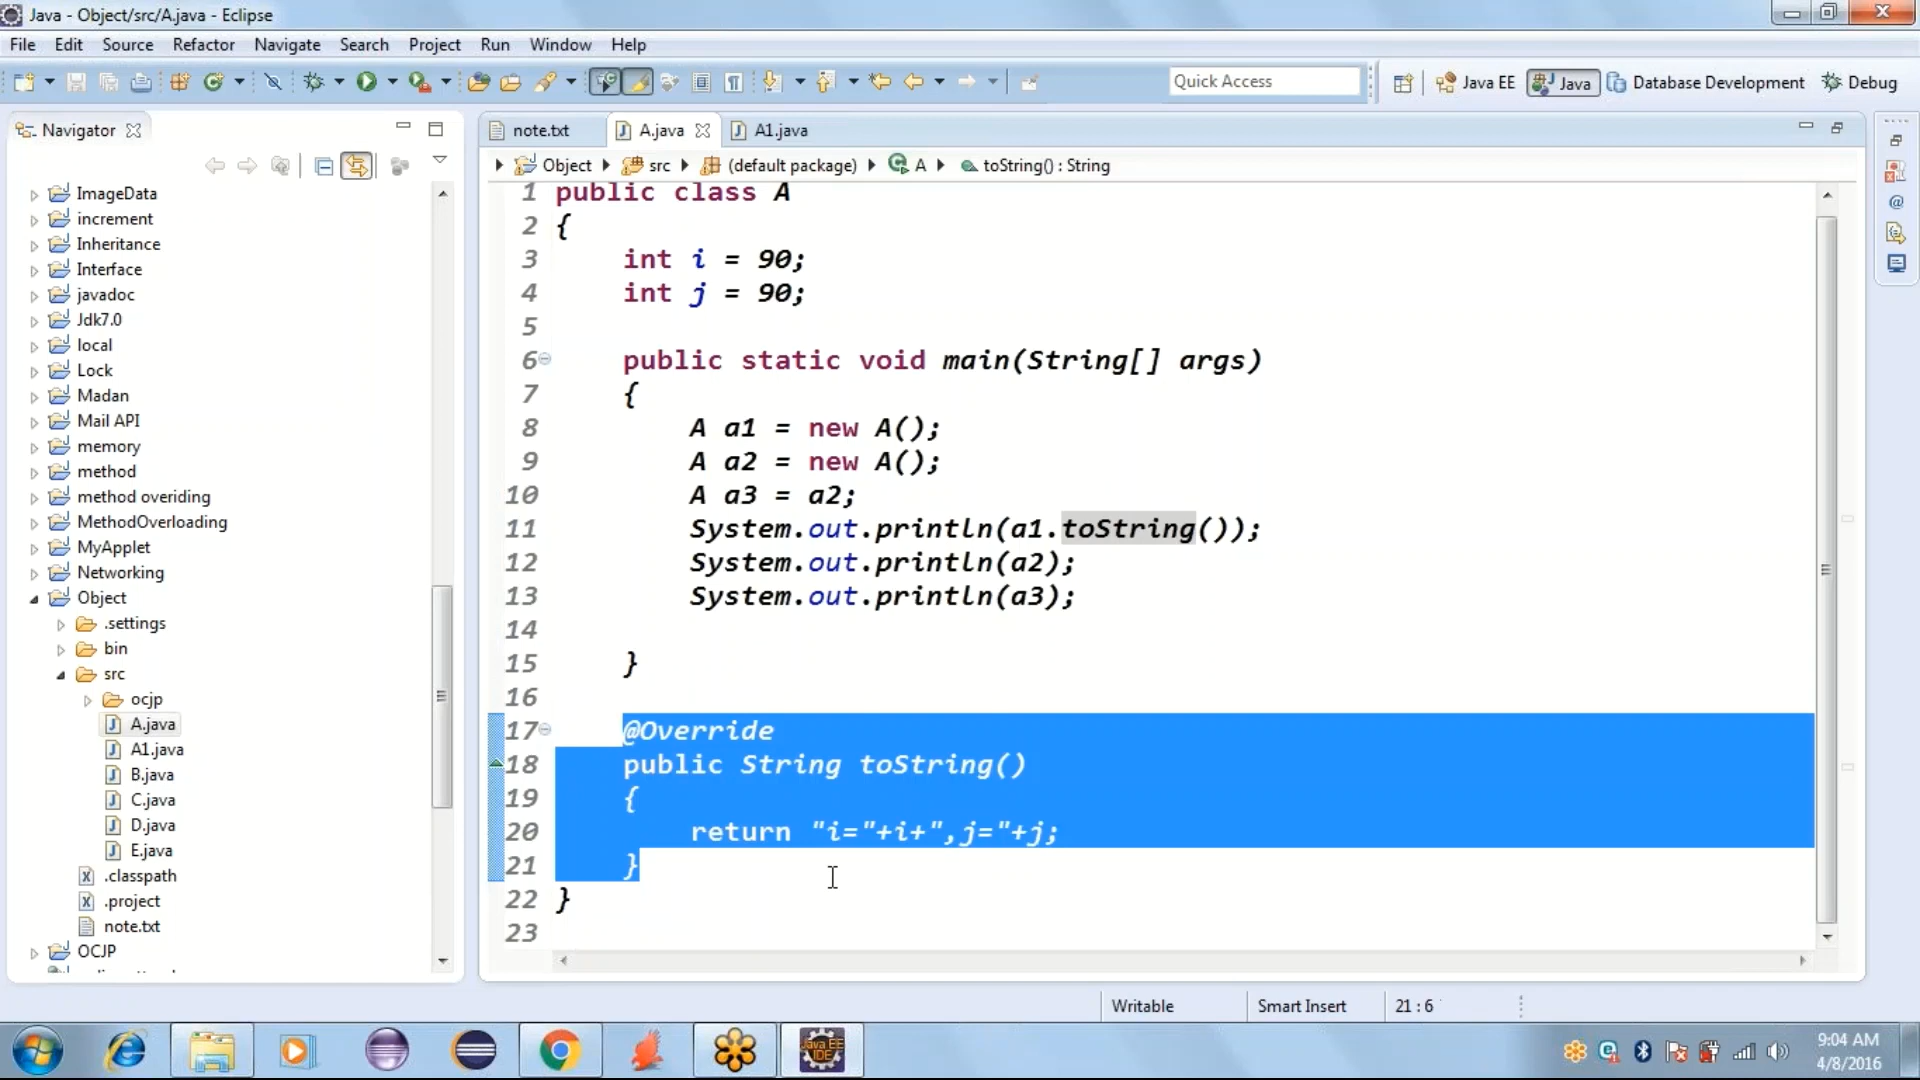 Java - Object/src/A.java - Eclipse
File Edit Source Refactor Navigate Search Project Run Window Help
Quick Access
Java EE Java Database Development Debug
Navigator
ImageData
increment
Inheritance
Interface
javadoc
Jdk7.0
local
Lock
Madan
Mail API
memory
method
method overiding
MethodOverloading
MyApplet
Networking
Object
.settings
bin
src
ocjp
A.java
A1.java
B.java
C.java
D.java
E.java
.classpath
.project
note.txt
OCJP
note.txt A.java A1.java
Object src (default package) A toString() : String
1 public class A
2 {
3 int i = 90;
4 int j = 90;
5
6 public static void main(String[] args)
7 {
8 A a1 = new A();
9 A a2 = new A();
10 A a3 = a2;
11 System.out.println(a1.toString());
12 System.out.println(a2);
13 System.out.println(a3);
14
15 }
16
17 @Override
18 public String toString()
19 {
20 return "i="+i+",j="+j;
21 }
22 }
23
Writable Smart Insert 21 : 6
Java EE
IDE
9:04 AM
4/8/2016